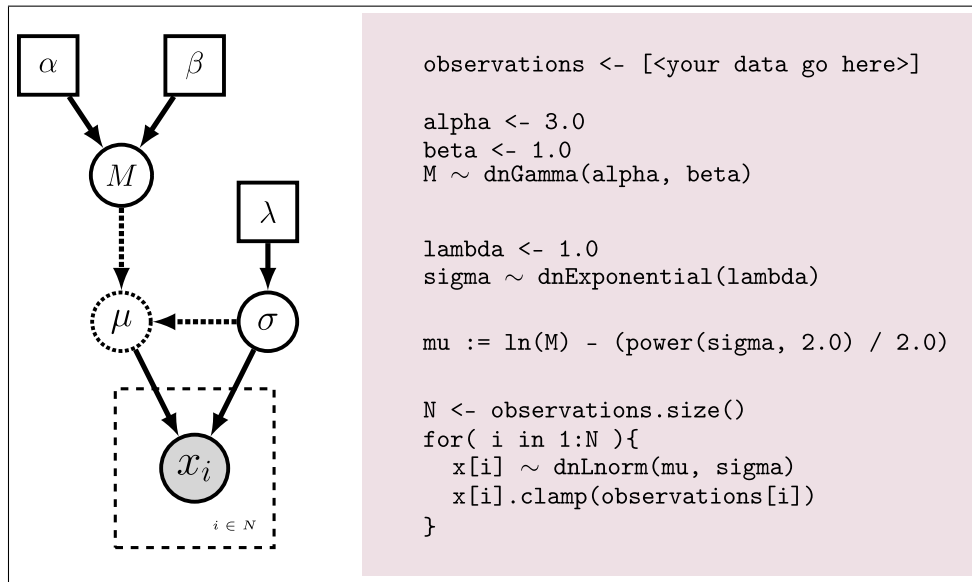 α β
M
λ
μ σ
x_i
i ∈ N
observations <- [<your data go here>]
alpha <- 3.0
beta <- 1.0
M ∼ dnGamma(alpha, beta)
lambda <- 1.0
sigma ∼ dnExponential(lambda)
mu := ln(M) - (power(sigma, 2.0) / 2.0)
N <- observations.size()
for( i in 1:N ){
  x[i] ∼ dnLnorm(mu, sigma)
  x[i].clamp(observations[i])
}